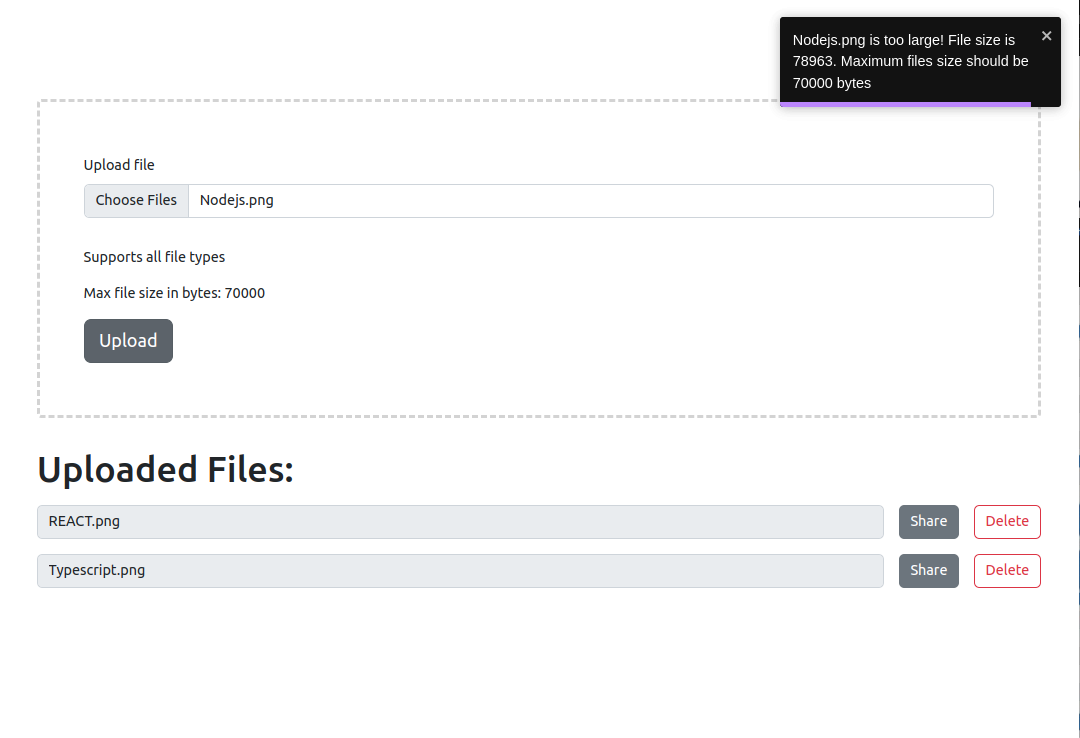 Nodejs.png is too large! File size is
78963. Maximum files size should be
70000 bytes
Upload file
Choose Files Nodejs.png
Supports all file types
Max file size in bytes: 70000
Upload
Uploaded Files:
REACT.png Share Delete
Typescript.png Share Delete